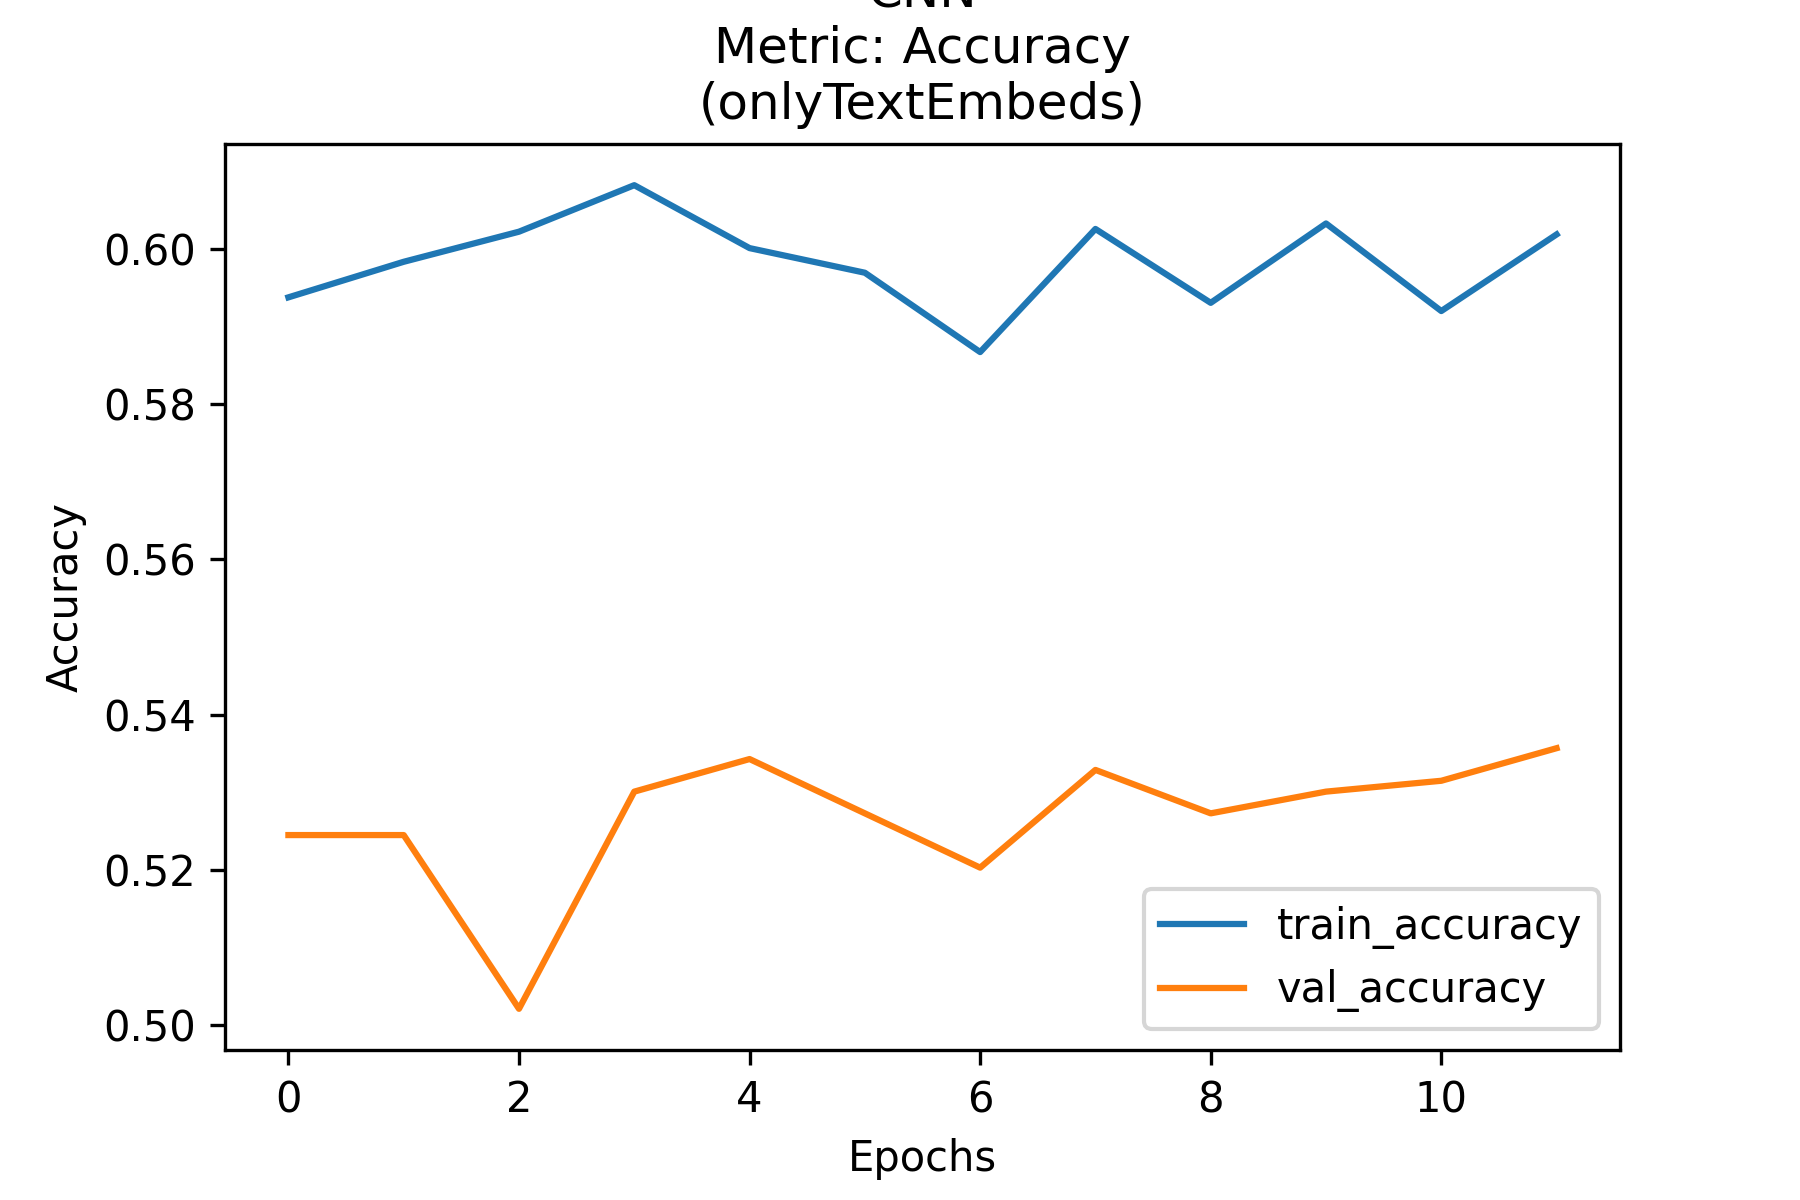 CNN
Metric: Accuracy
(onlyTextEmbeds)
0.60
0.58
0.56
0.54
0.52
0.50
Accuracy
train_accuracy
val_accuracy
0 2 4 6 8 10
Epochs